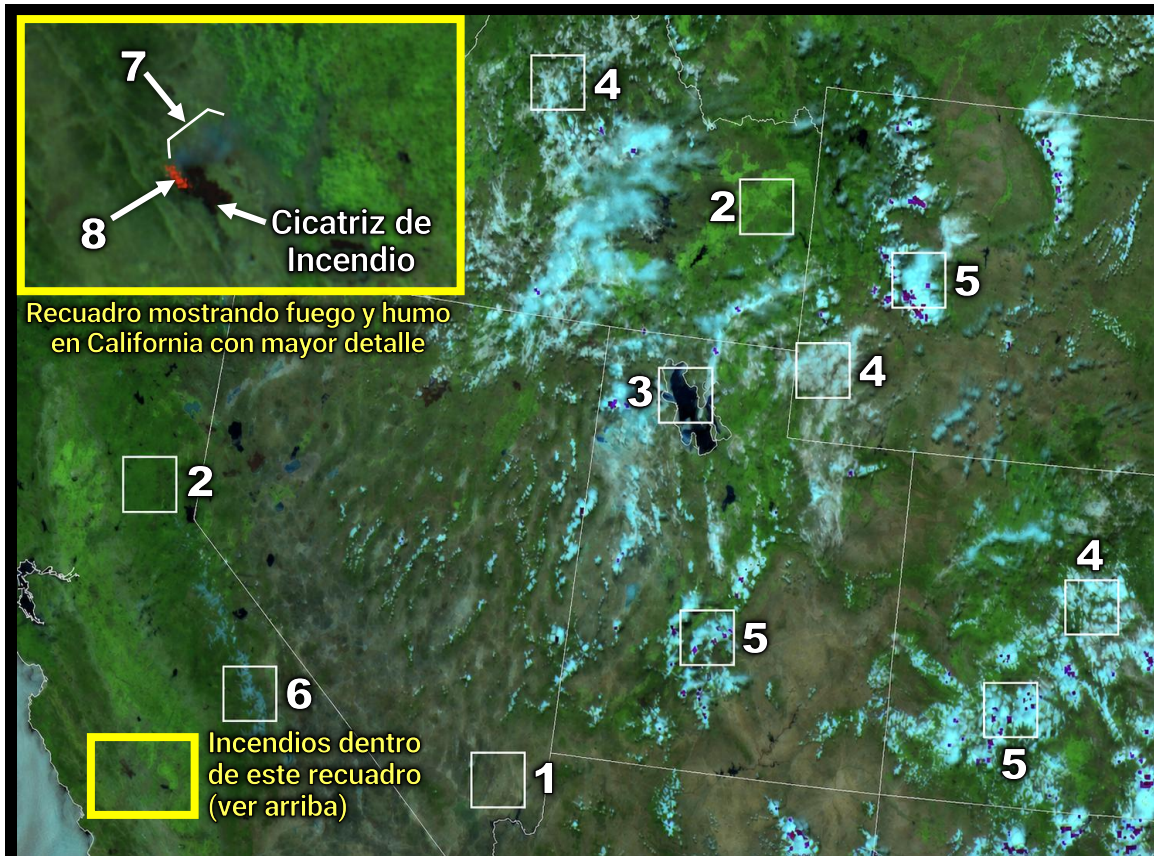 7
8
Cicatriz de
Incendio
Recuadro mostrando fuego y humo
en California con mayor detalle
4
2
5
4
3
2
4
5
6
5
Incendios dentro
de este recuadro
(ver arriba)
1